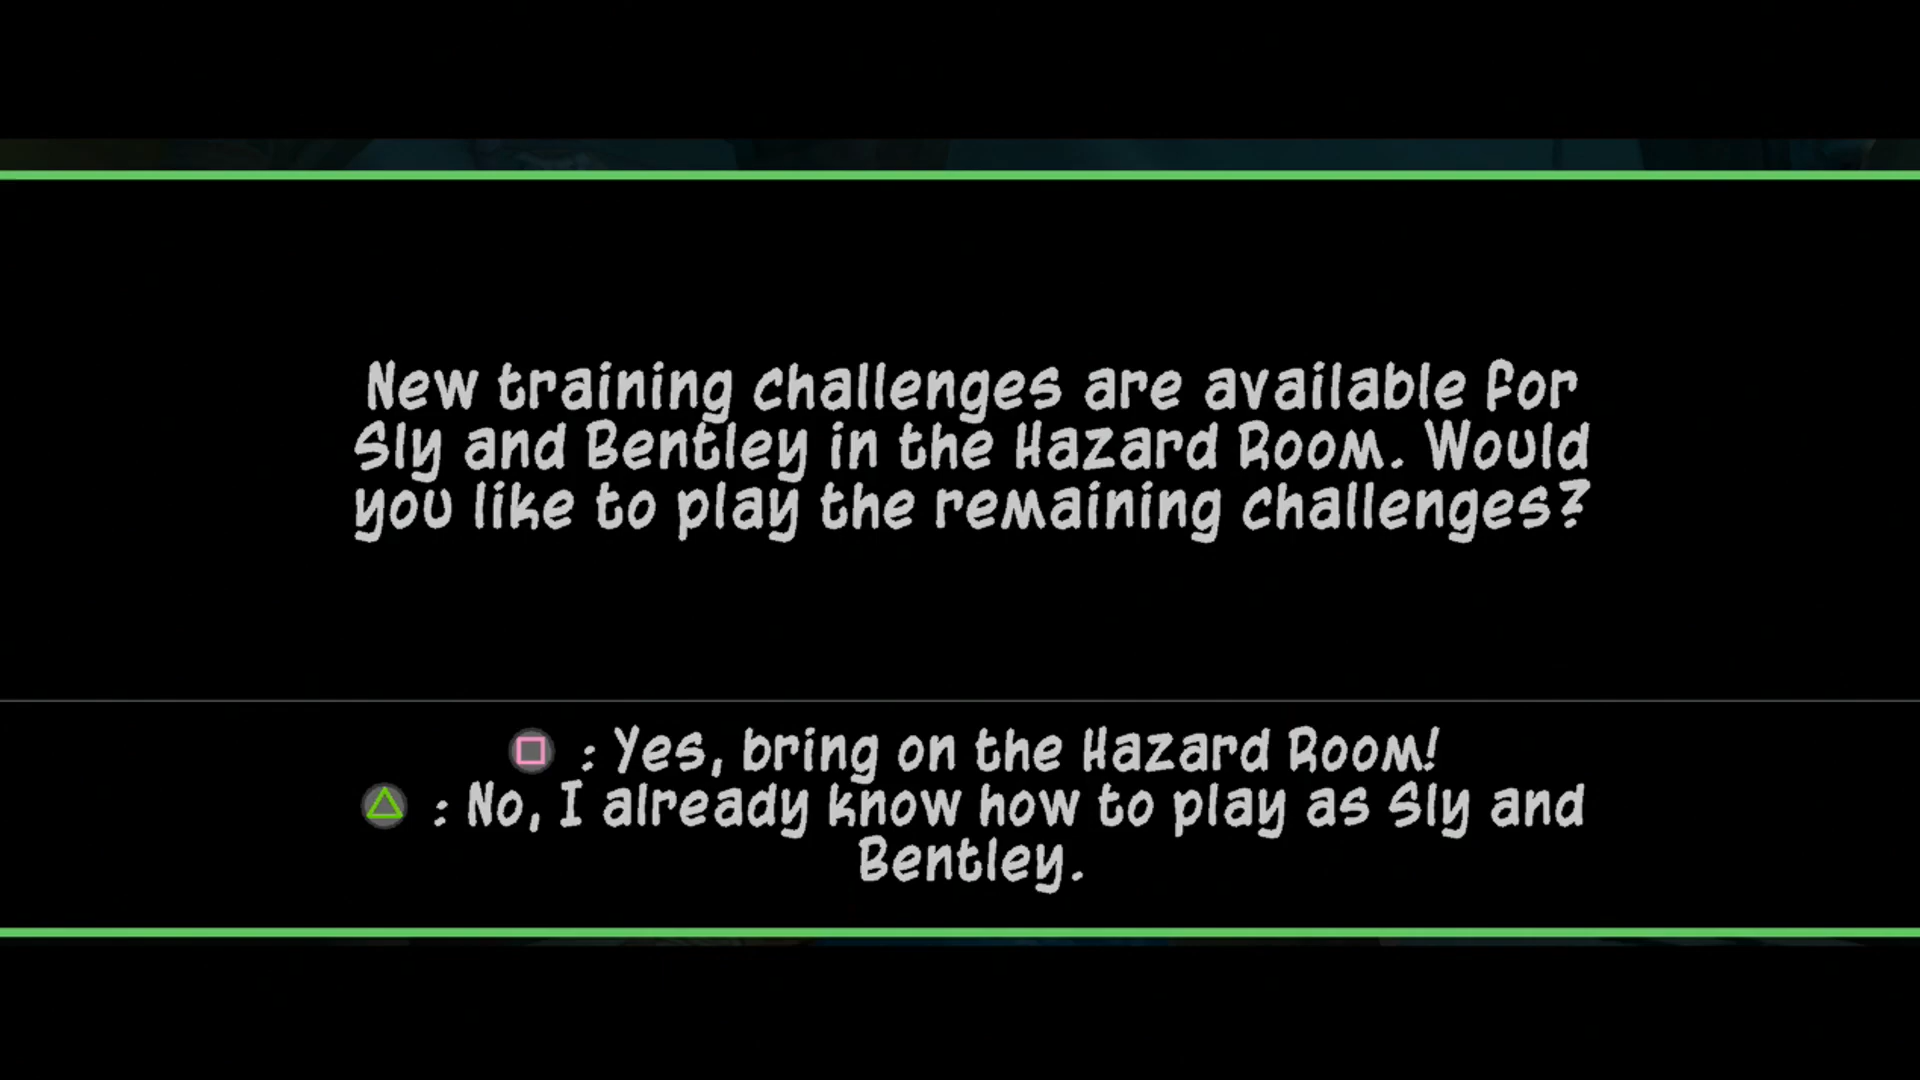 New training challenges are available for
Sly and Bentley in the Hazard Room. Would
you like to play the remaining challenges?
: Yes, bring on the Hazard Room!
: No, I already know how to play as Sly and
Bentley.